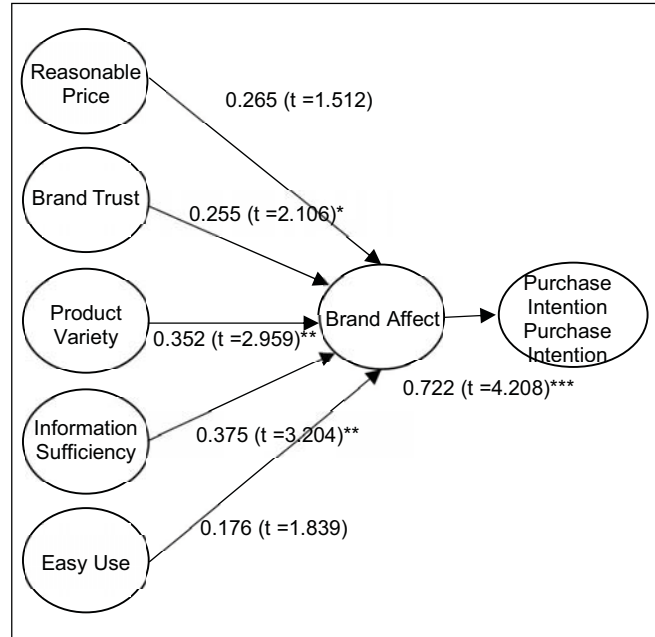 Reasonable
Price
0.265 (t =1.512)
Brand Trust
0.255 (t =2.106)*
Product
Variety
0.352 (t =2.959)**
Brand Affect
Purchase
Intention
Purchase
Intention
0.722 (t =4.208)***
Information
Sufficiency
0.375 (t =3.204)**
Easy Use
0.176 (t =1.839)